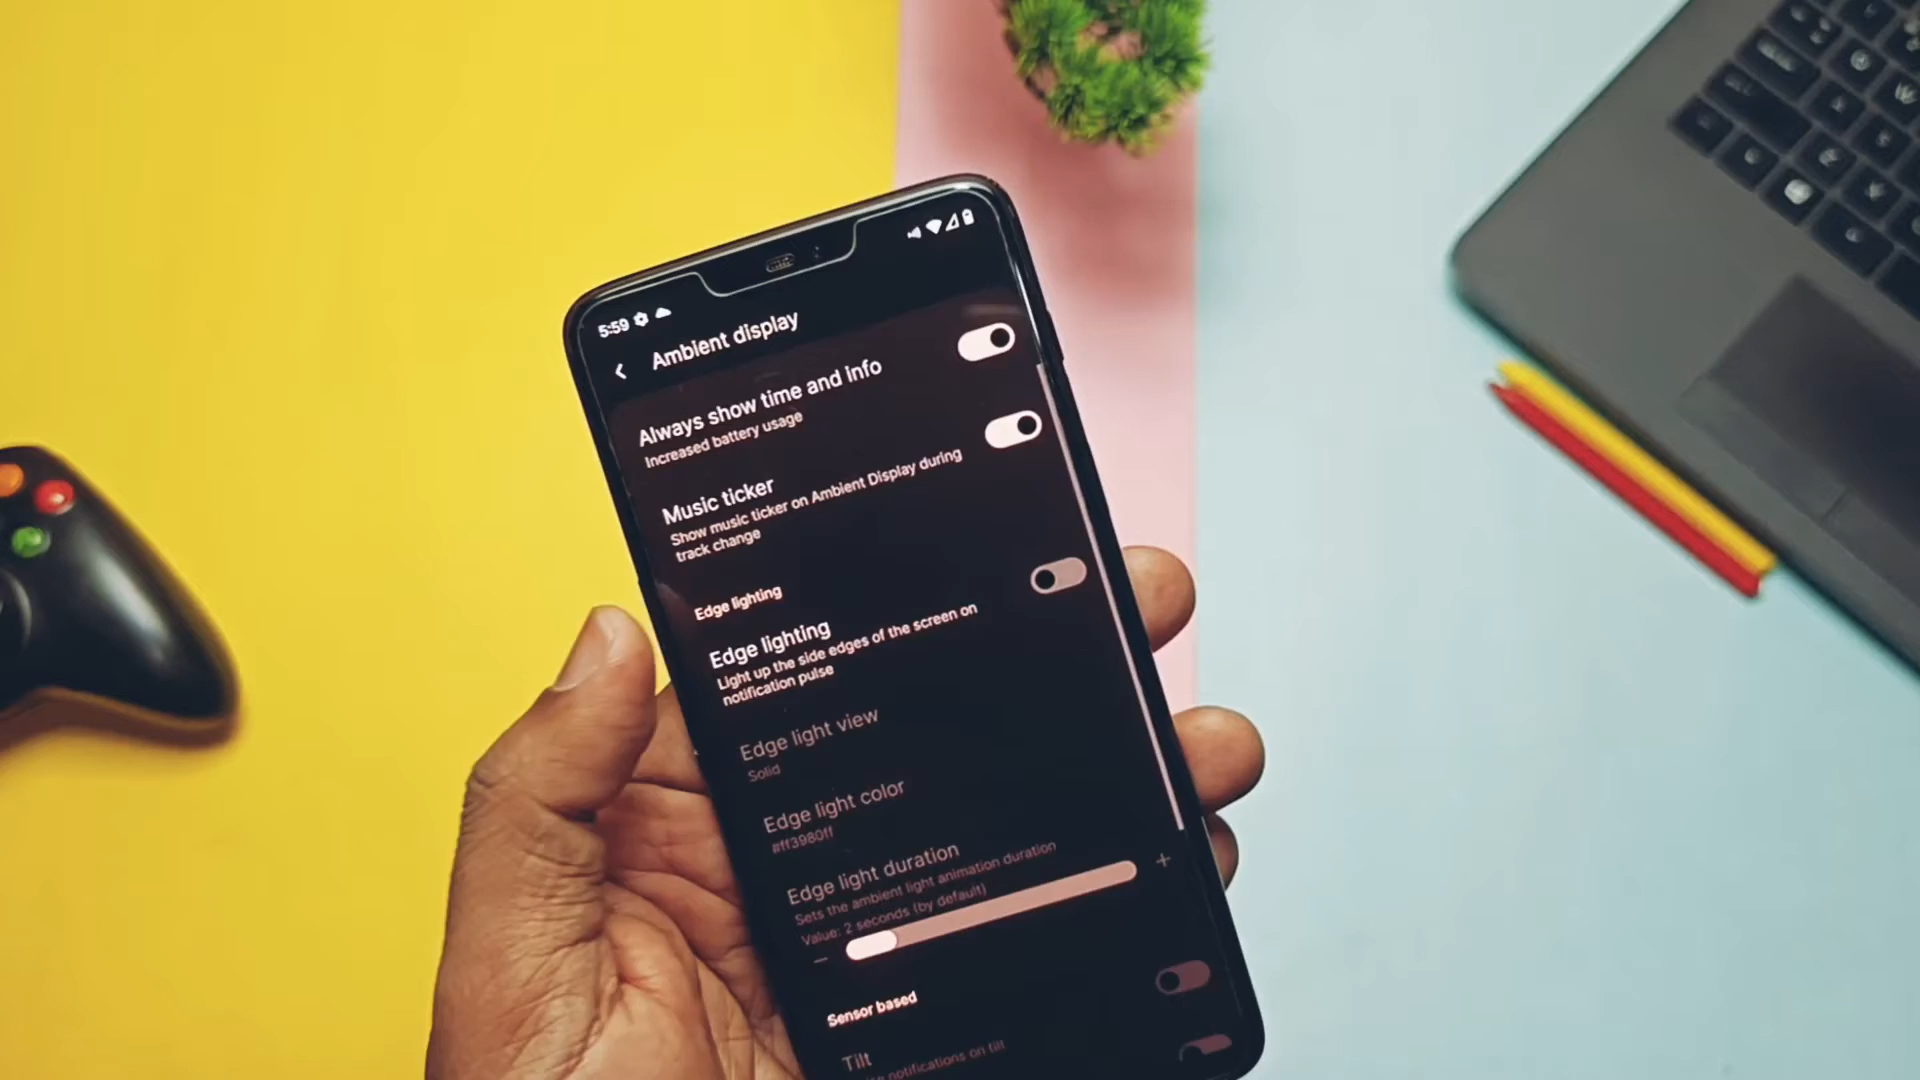 5:59
Ambient display
Always show time and info
Increased battery usage
Music ticker
Show music ticker on Ambient Display during
track change
Edge lighting
Edge lighting
Light up the side edges of the screen on
notification pulse
Edge light view
Solid
Edge light color
#ff3980ff
Edge light duration
Sets the ambient light animation duration
Value: 2 seconds (by default)
Sensor based
Tilt
notifications on tilt